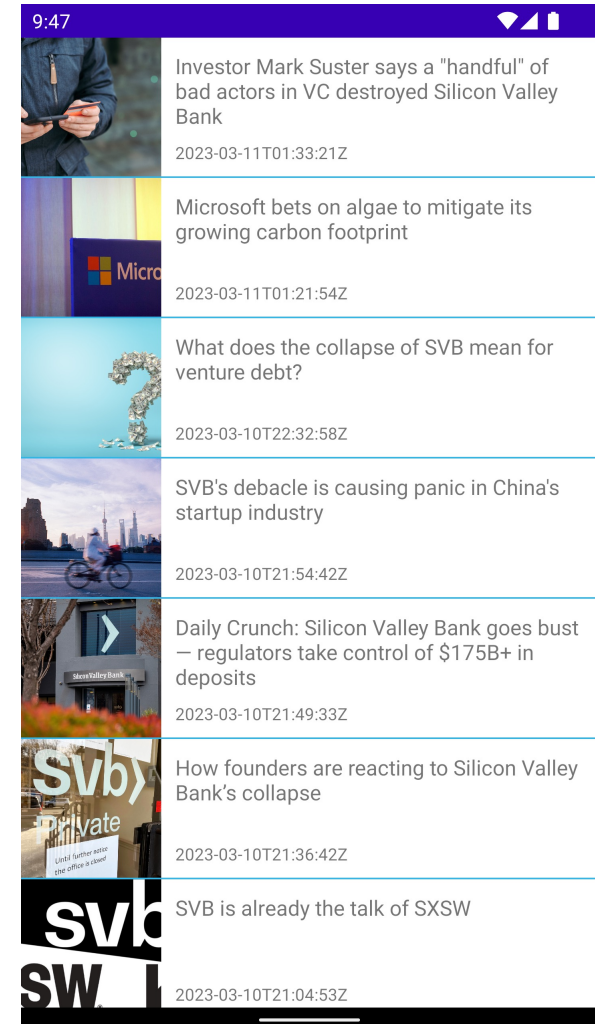 9:47
Investor Mark Suster says a "handful" of
bad actors in VC destroyed Silicon Valley
Bank
2023-03-11T01:33:21Z
Microsoft bets on algae to mitigate its
growing carbon footprint
Micro
2023-03-11T01:21:54Z
What does the collapse of SVB mean for
venture debt?
2023-03-10T22:32:58Z
SVB's debacle is causing panic in China's
startup industry
2023-03-10T21:54:42Z
Daily Crunch: Silicon Valley Bank goes bust
— regulators take control of $175B+ in
deposits
Silicon Valley Bank
2023-03-10T21:49:33Z
How founders are reacting to Silicon Valley
Bank’s collapse
svb
Private
Until further notice
the office is closed
2023-03-10T21:36:42Z
SVB is already the talk of SXSW
svb
SW
2023-03-10T21:04:53Z